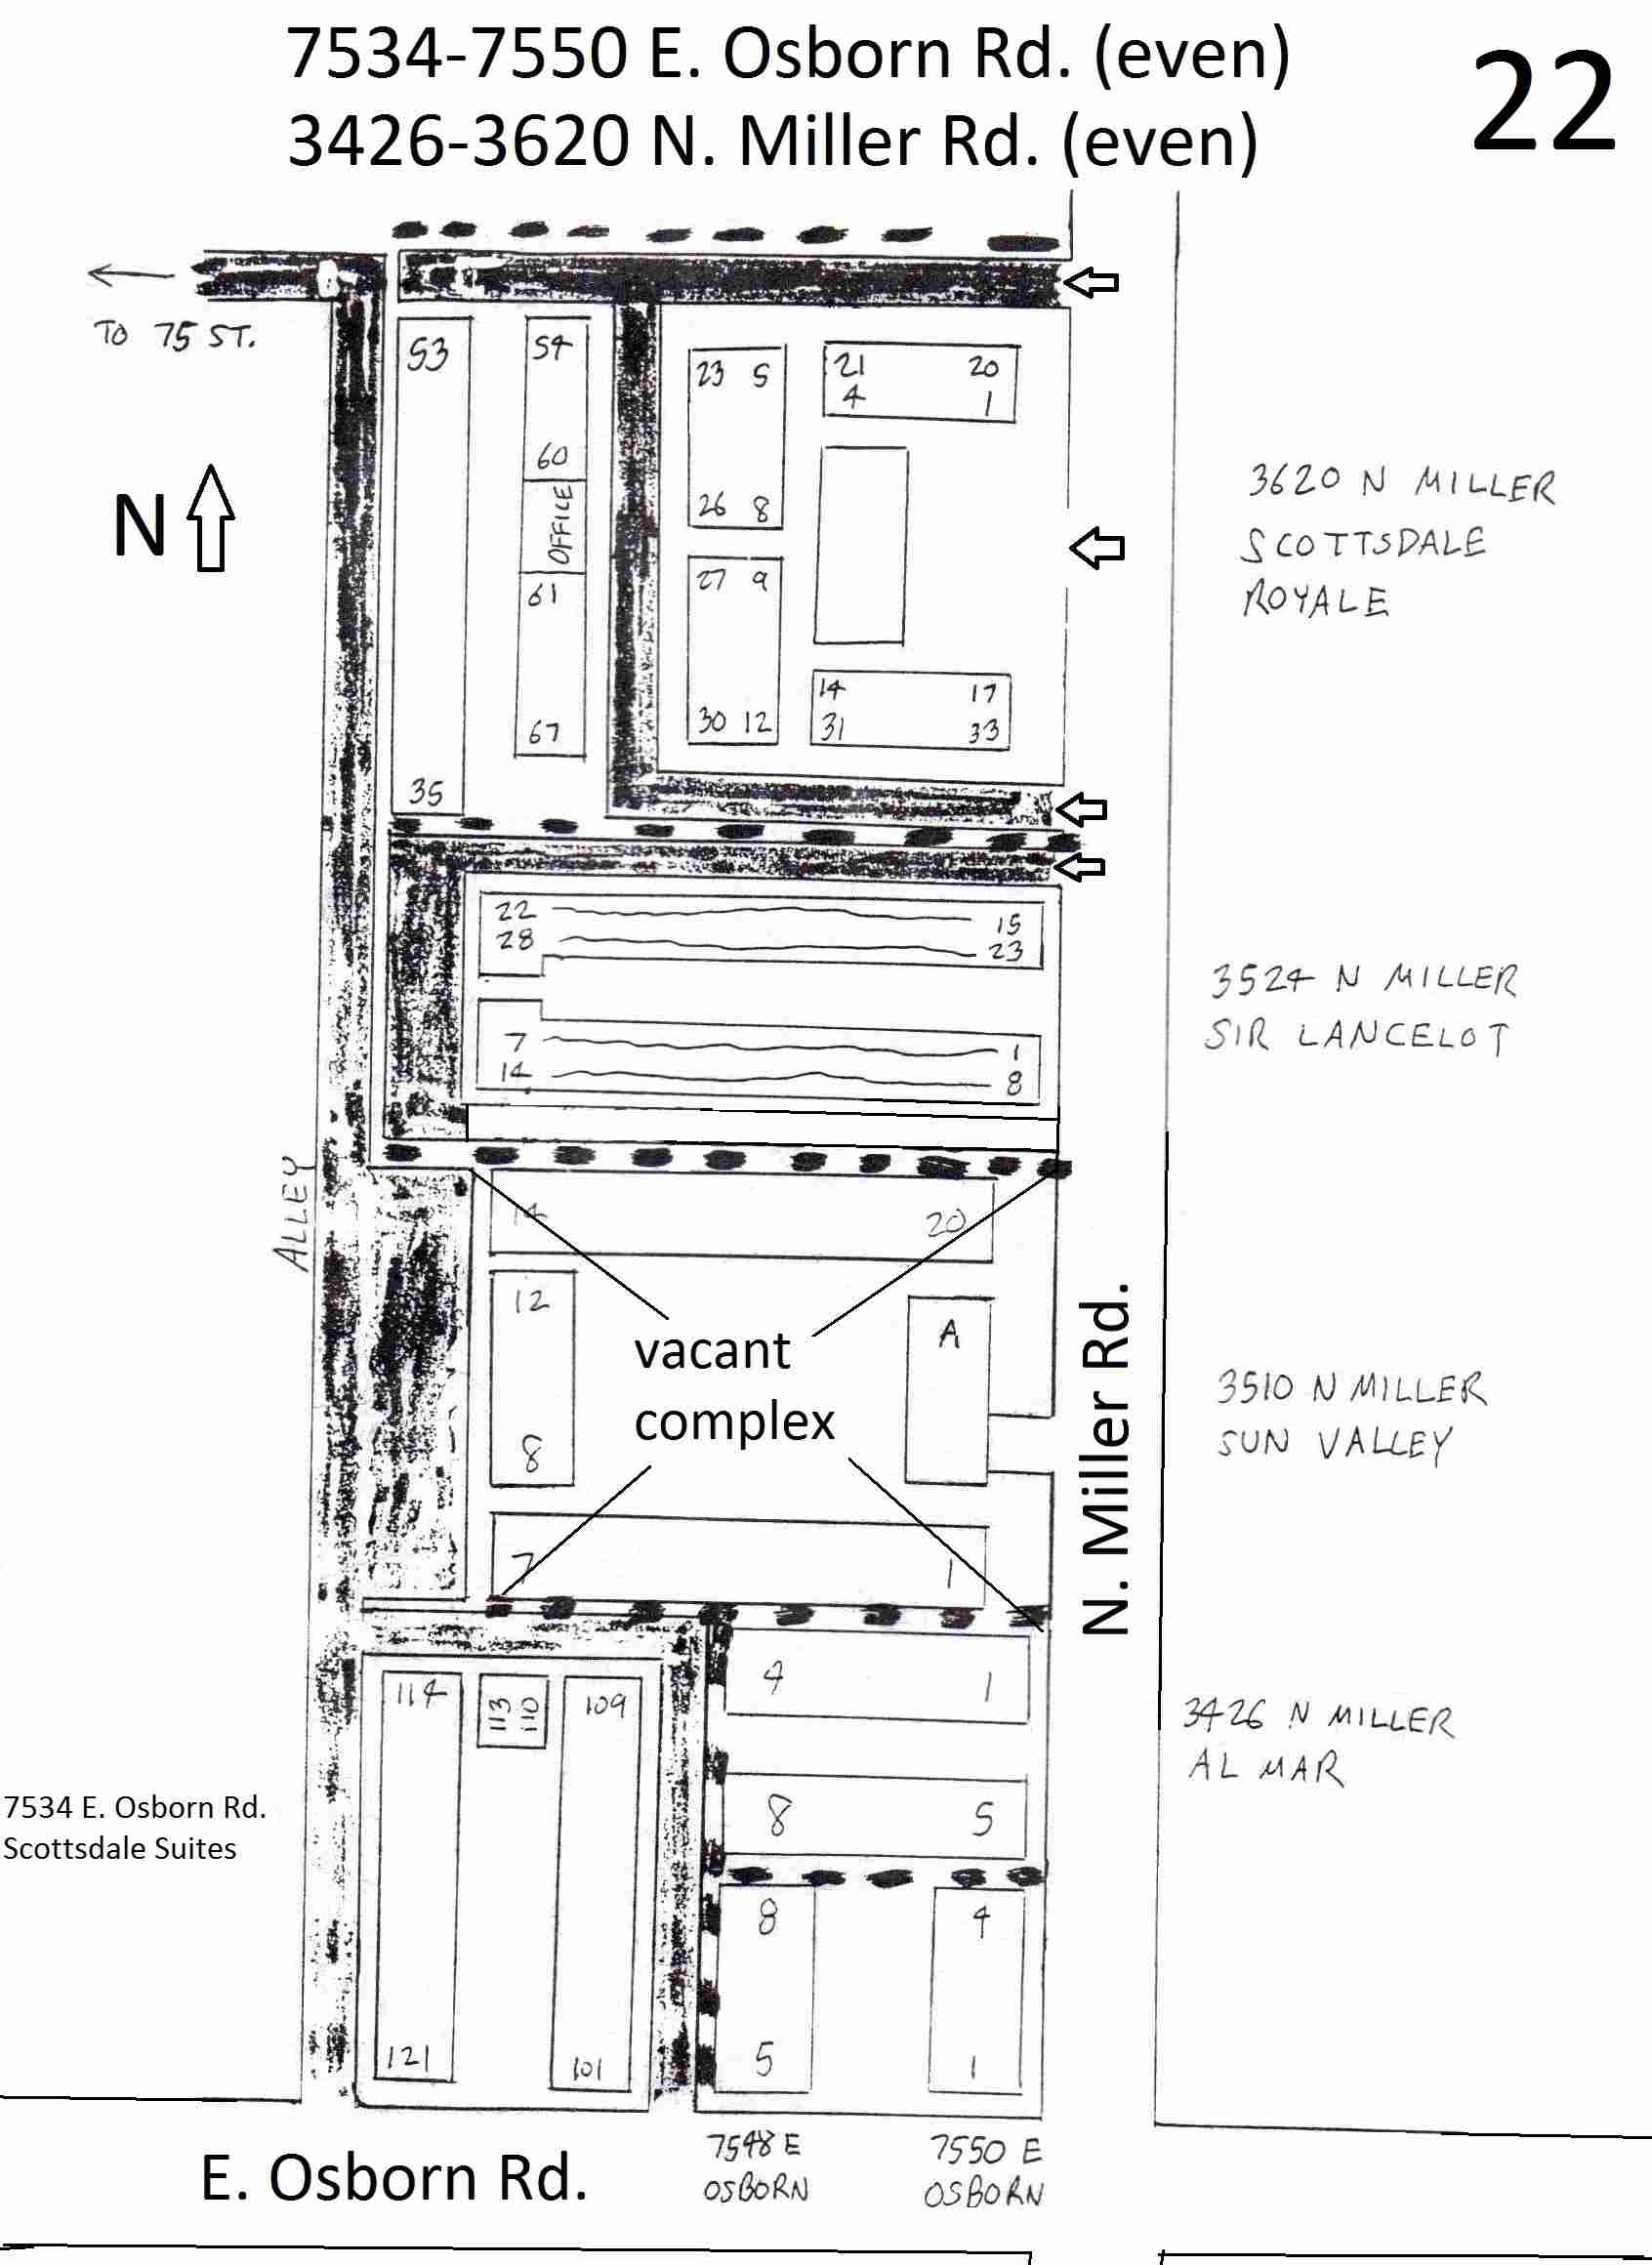 7534-7550 E. Osborn Rd. (even)
3426-3620 N. Miller Rd. (even)
22
TO 75 ST.
N
53
35
54
60
OFFICE
61
67
23 5
26 8
27 9
30 12
21 20
4 1
14 17
31 33
3620 N MILLER
SCOTTSDALE
ROYALE
22 15
28 23
7 1
14 8
3524 N MILLER
SIR LANCELOT
ALLEY
14 20
12
8
A
7 1
vacant
complex
N. Miller Rd.
3510 N MILLER
SUN VALLEY
4 1
8 5
3426 N MILLER
AL MAR
114
121
113
110
109
101
7534 E. Osborn Rd.
Scottsdale Suites
8
5
4
1
7548 E
OSBORN
7550 E
OSBORN
E. Osborn Rd.